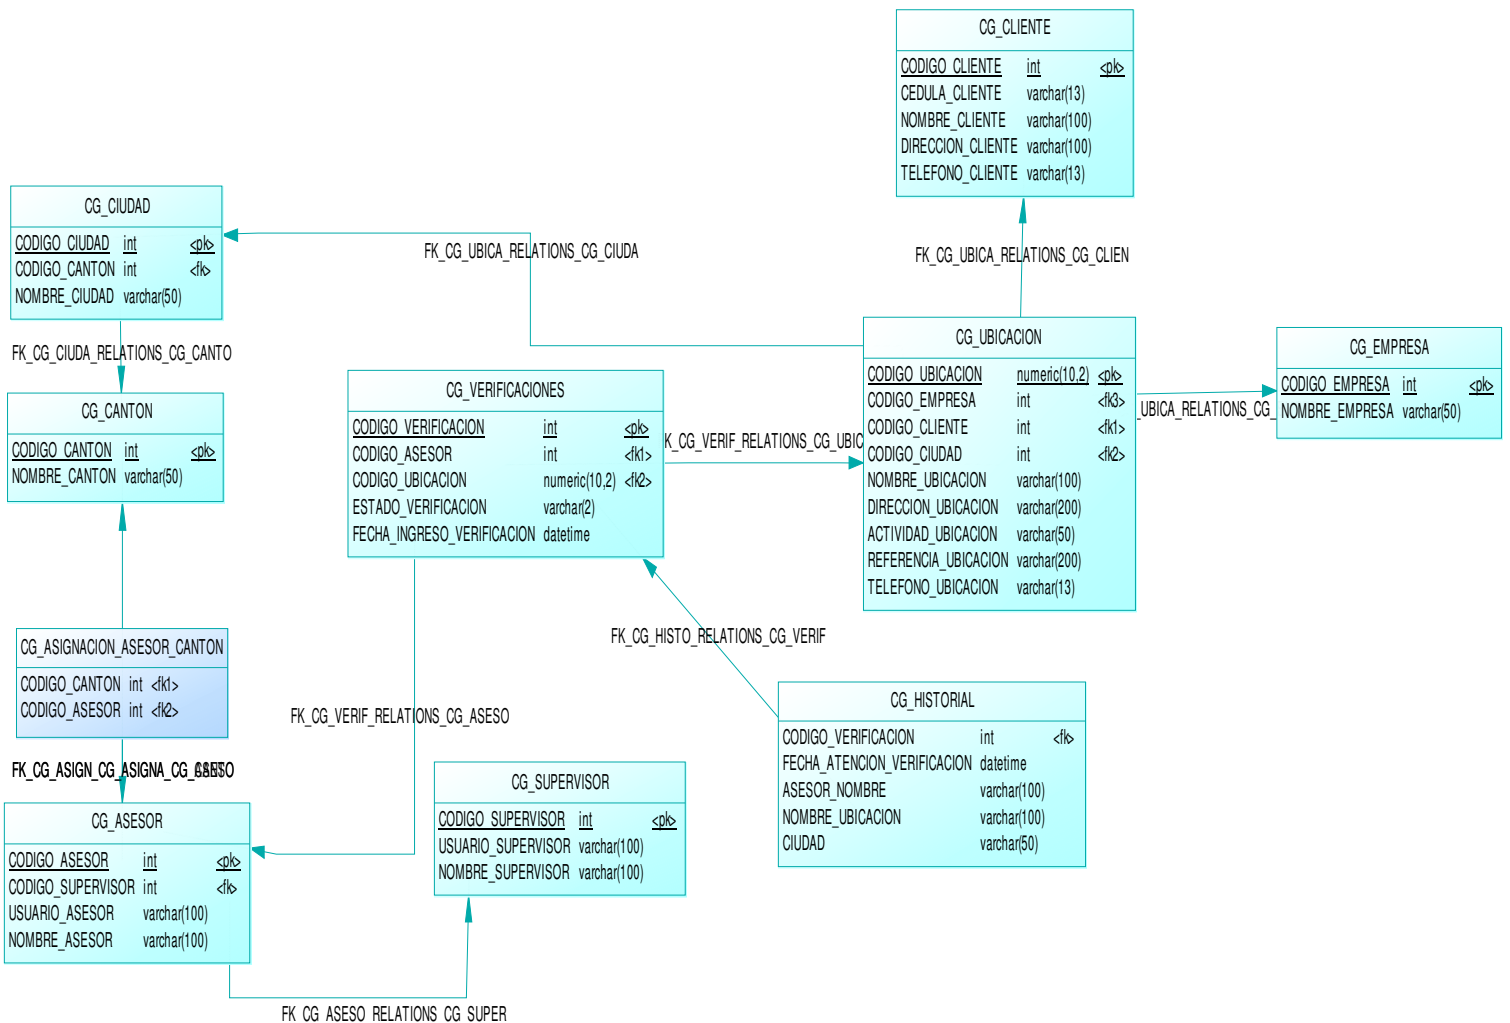 CG_CLIENTE
CODIGO_CLIENTE int <pk>
CEDULA_CLIENTE varchar(13)
NOMBRE_CLIENTE varchar(100)
DIRECCION_CLIENTE varchar(100)
TELEFONO_CLIENTE varchar(13)
CG_CIUDAD
CODIGO_CIUDAD int <pk>
CODIGO_CANTON int <fk>
NOMBRE_CIUDAD varchar(50)
FK_CG_UBICA_RELATIONS_CG_CIUDA
FK_CG_UBICA_RELATIONS_CG_CLIEN
FK_CG_CIUDA_RELATIONS_CG_CANTO
CG_CANTON
CODIGO_CANTON int <pk>
NOMBRE_CANTON varchar(50)
CG_VERIFICACIONES
CODIGO_VERIFICACION int <pk>
CODIGO_ASESOR int <fk1>
CODIGO_UBICACION numeric(10,2) <fk2>
ESTADO_VERIFICACION varchar(2)
FECHA_INGRESO_VERIFICACION datetime
K_CG_VERIF_RELATIONS_CG_UBIC
CG_UBICACION
CODIGO_UBICACION numeric(10,2) <pk>
CODIGO_EMPRESA int <fk3>
CODIGO_CLIENTE int <fk1>
CODIGO_CIUDAD int <fk2>
NOMBRE_UBICACION varchar(100)
DIRECCION_UBICACION varchar(200)
ACTIVIDAD_UBICACION varchar(50)
REFERENCIA_UBICACION varchar(200)
TELEFONO_UBICACION varchar(13)
_UBICA_RELATIONS_CG_
CG_EMPRESA
CODIGO_EMPRESA int <pk>
NOMBRE_EMPRESA varchar(50)
CG_ASIGNACION_ASESOR_CANTON
CODIGO_CANTON int <fk1>
CODIGO_ASESOR int <fk2>
FK_CG_HISTO_RELATIONS_CG_VERIF
FK_CG_VERIF_RELATIONS_CG_ASESO
CG_HISTORIAL
CODIGO_VERIFICACION int <fk>
FECHA_ATENCION_VERIFICACION datetime
ASESOR_NOMBRE varchar(100)
NOMBRE_UBICACION varchar(100)
CIUDAD varchar(50)
FK_CG_ASIGN_CG_ASIGNA_CG_
CG_ASESOR
CODIGO_ASESOR int <pk>
CODIGO_SUPERVISOR int <fk>
USUARIO_ASESOR varchar(100)
NOMBRE_ASESOR varchar(100)
CG_SUPERVISOR
CODIGO_SUPERVISOR int <pk>
USUARIO_SUPERVISOR varchar(100)
NOMBRE_SUPERVISOR varchar(100)
FK_CG_ASESO_RELATIONS_CG_SUPER